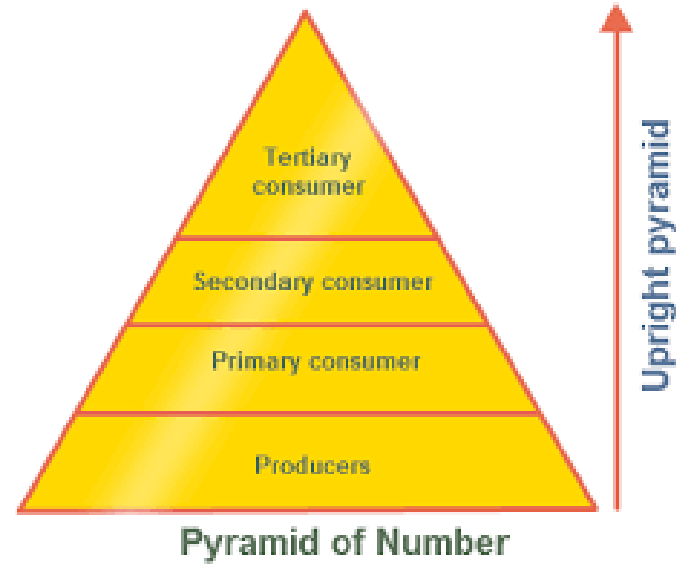 Tertiary
consumer
Secondary consumer
Primary consumer
Producers
Upright pyramid
Pyramid of Number